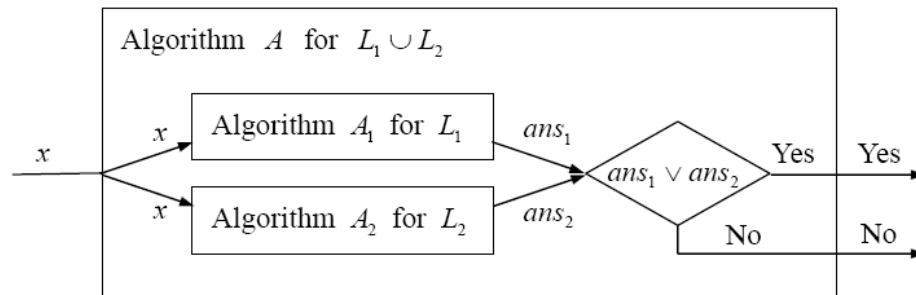 Algorithm A for L₁ ∪ L₂
x
x
Algorithm A₁ for L₁
ans₁
x
Algorithm A₂ for L₂
ans₂
ans₁ ∨ ans₂
Yes
Yes
No
No